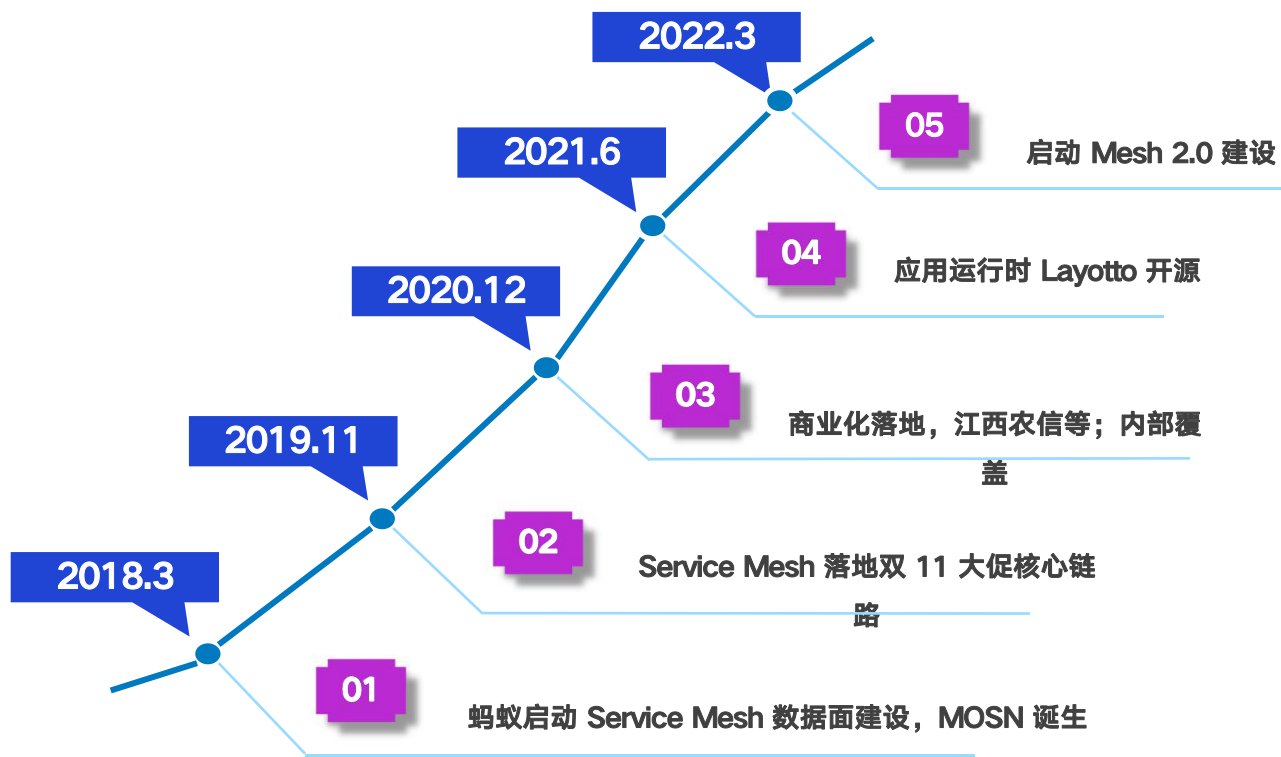 2022.3
05
启动 Mesh 2.0 建设
2021.6
04
应用运行时 Layotto 开源
2020.12
03
商业化落地，江西农信等；内部覆
盖
2019.11
02
Service Mesh 落地双 11 大促核心链
路
2018.3
01
蚂蚁启动 Service Mesh 数据面建设，MOSN 诞生